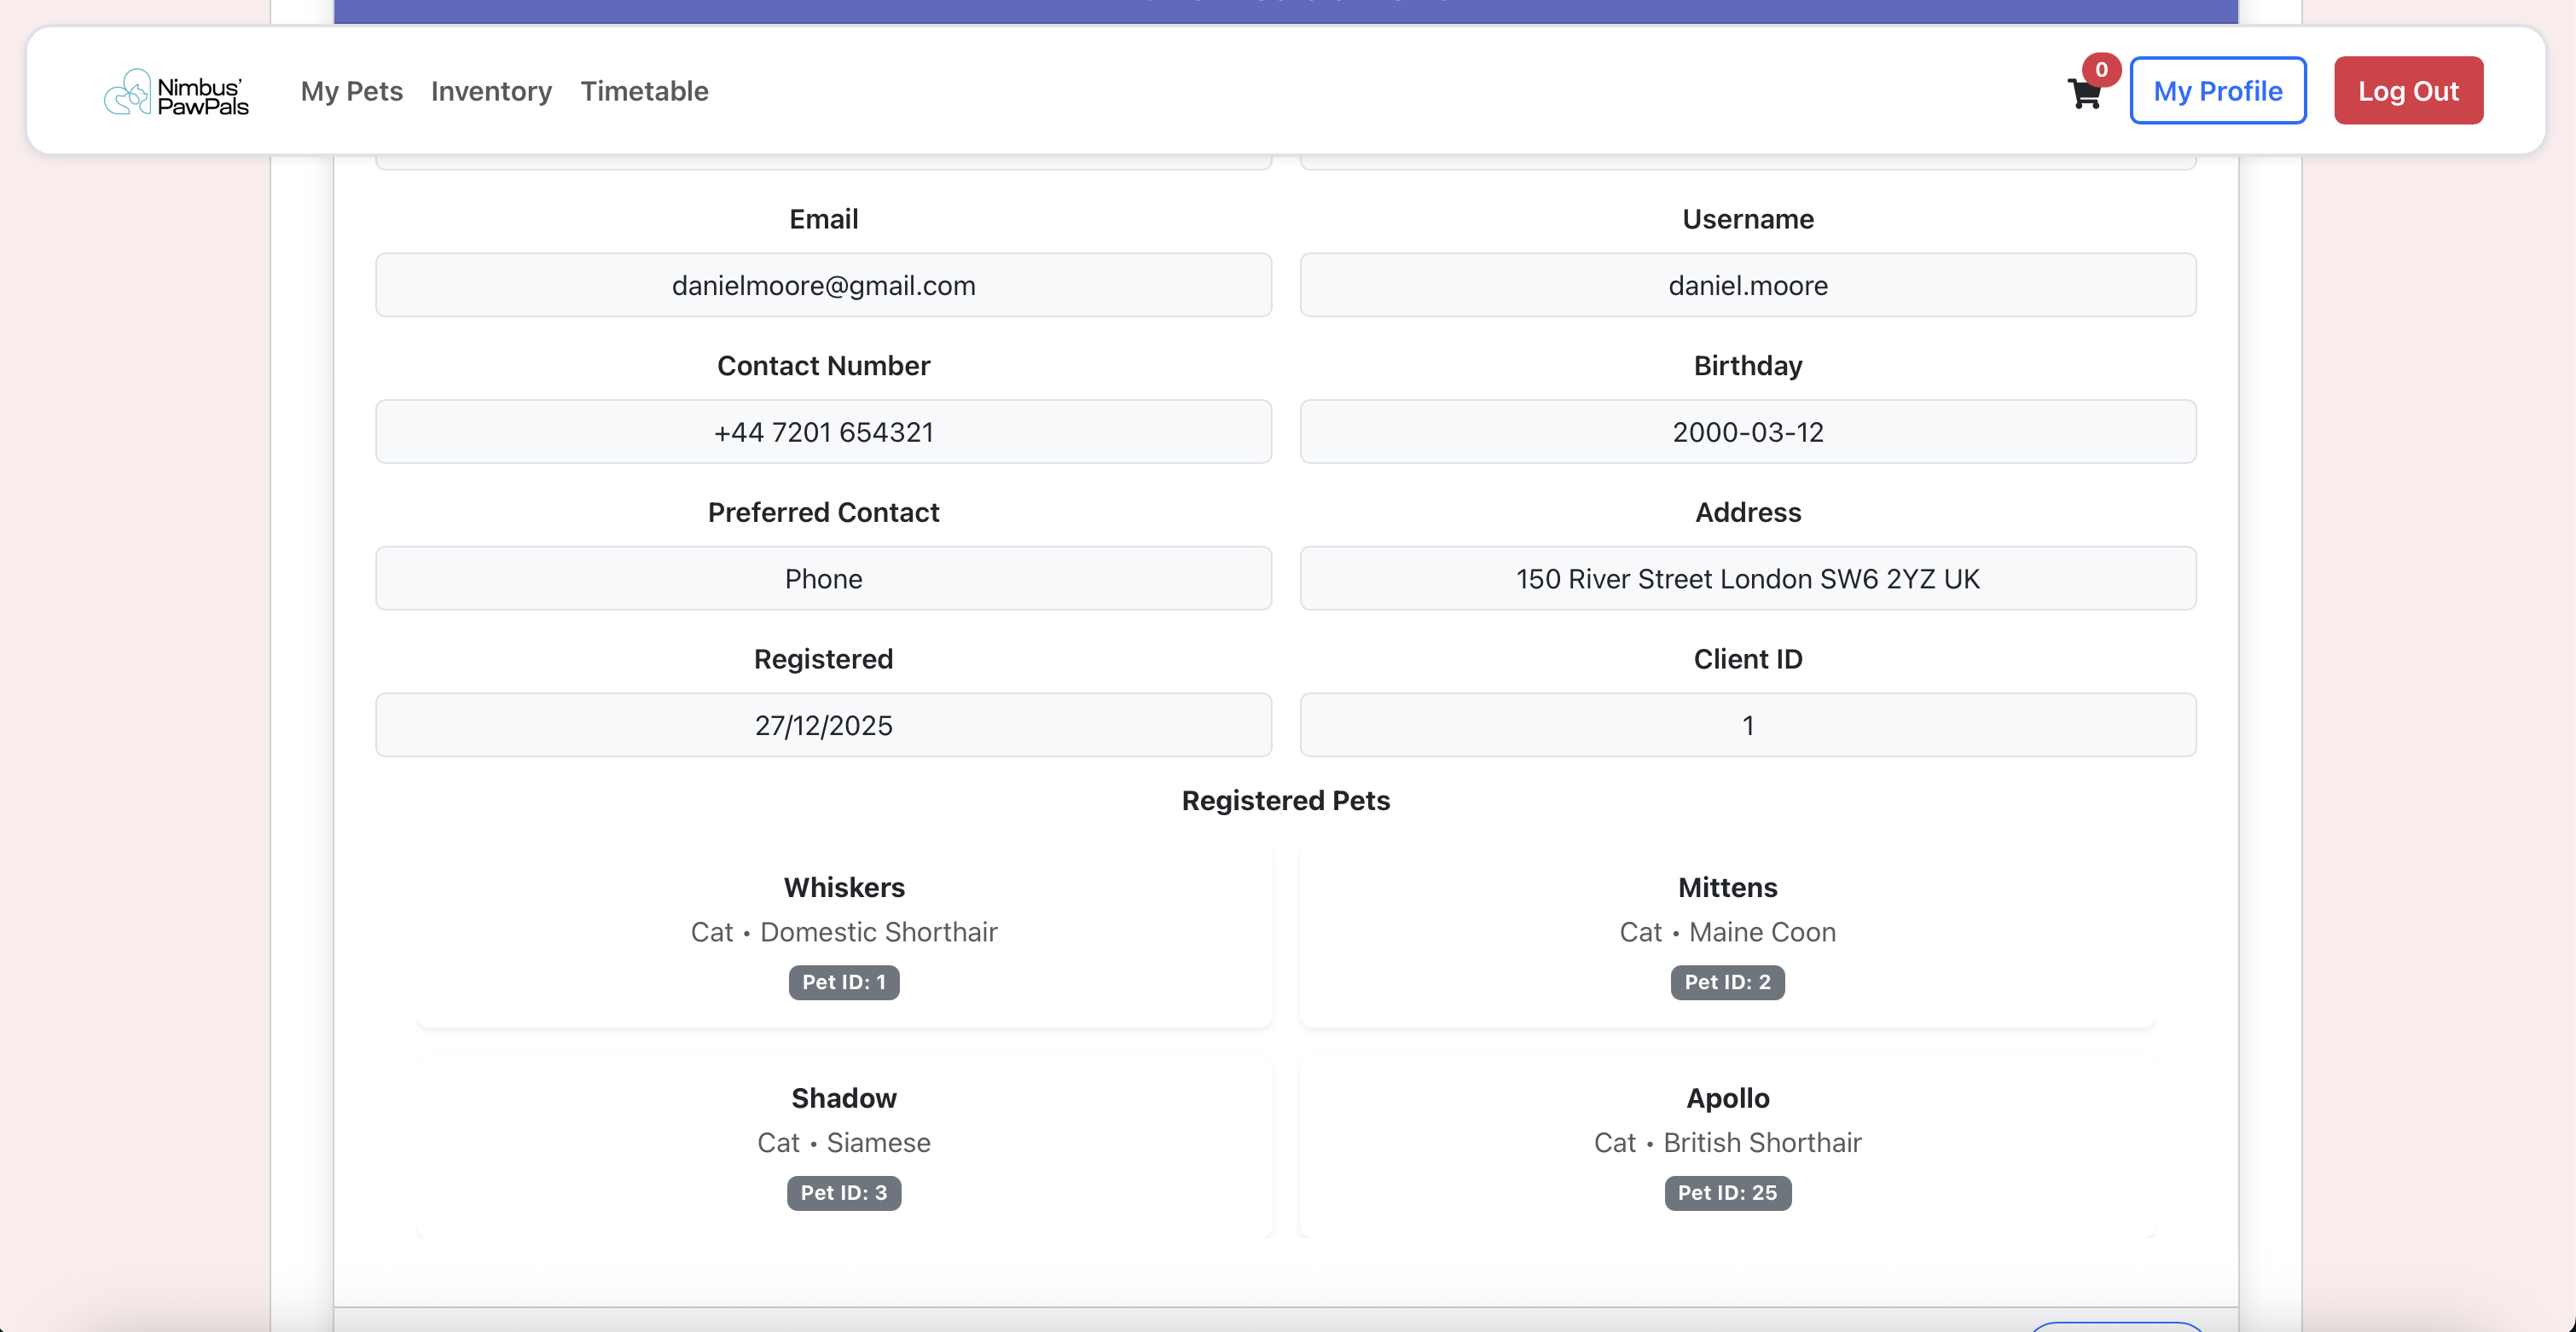 Nimbus'
PawPals
My Pets
Inventory
Timetable
0
My Profile
Log Out
Email
Username
danielmoore@gmail.com
daniel.moore
Contact Number
Birthday
+44 7201 654321
2000-03-12
Preferred Contact
Address
Phone
150 River Street London SW6 2YZ UK
Registered
Client ID
27/12/2025
1
Registered Pets
Whiskers
Cat • Domestic Shorthair
Pet ID: 1
Mittens
Cat • Maine Coon
Pet ID: 2
Shadow
Cat • Siamese
Pet ID: 3
Apollo
Cat • British Shorthair
Pet ID: 25